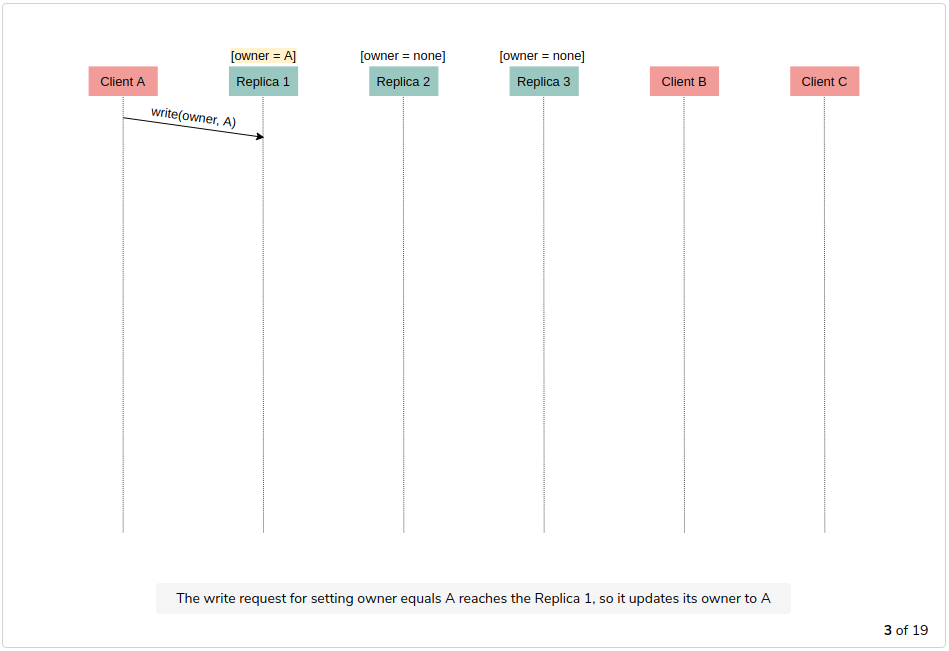 [owner = A] [owner = none] [owner = none]
Client A Replica 1 Replica 2 Replica 3 Client B Client C
write(owner, A)
The write request for setting owner equals A reaches the Replica 1, so it updates its owner to A
3 of 19